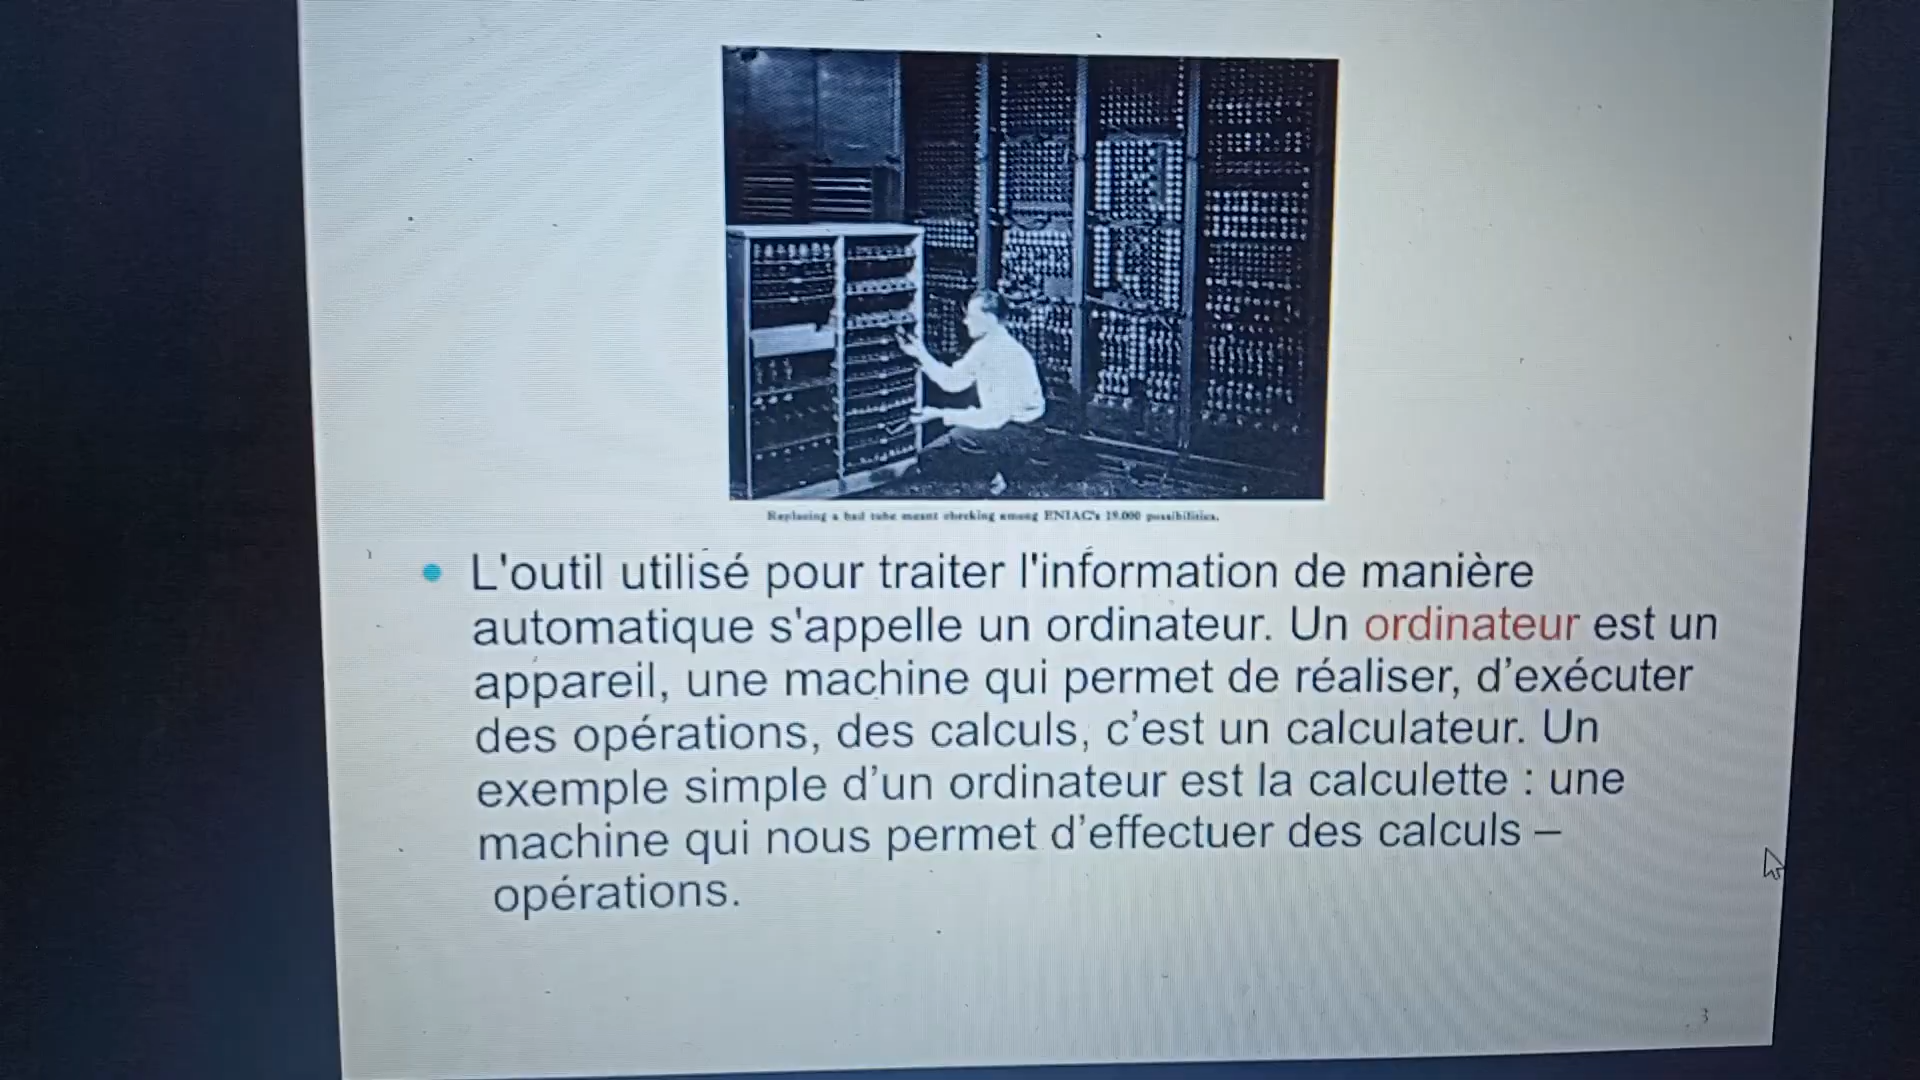 Replacing a bad tube meant checking among ENIAC's 19,000 possibilities.
L'outil utilisé pour traiter l'information de manière
automatique s'appelle un ordinateur. Un ordinateur est un
appareil, une machine qui permet de réaliser, d’exécuter
des opérations, des calculs, c’est un calculateur. Un
exemple simple d’un ordinateur est la calculette : une
machine qui nous permet d’effectuer des calculs –
opérations.
3